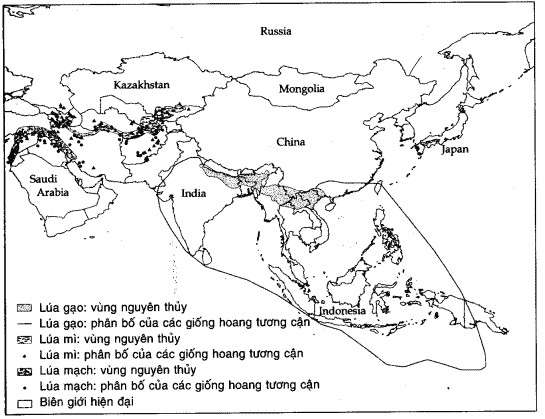 Russia
Kazakhstan
Mongolia
China
Japan
Saudi
Arabia
India
Indonesia
Lúa gạo: vùng nguyên thủy
Lúa gạo: phân bố của các giống hoang tương cận
Lúa mì: vùng nguyên thủy
Lúa mì: phân bố của các giống hoang tương cận
Lúa mạch: vùng nguyên thủy
Lúa mạch: phân bố của các giống hoang tương cận
Biên giới hiện đại